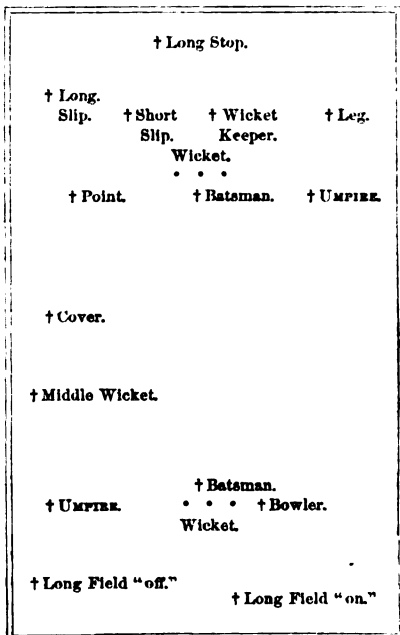 † Long Stop.
† Long.
Slip. † Short † Wicket † Leg.
Slip. Keeper.
Wicket.
• • •
† Point. † Batsman. † UMPIRE.
† Cover.
† Middle Wicket.
† Batsman.
† UMPIRE. • • • † Bowler.
Wicket.
† Long Field “off.”
† Long Field “on.”